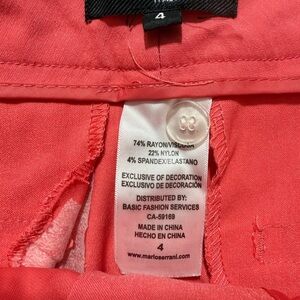 4
74% RAYON/VISCOSA
22% NYLON
4% SPANDEX/ELASTANO
EXCLUSIVE OF DECORATION
EXCLUSIVO DE DECORACIÓN
DISTRIBUTED BY:
BASIC FASHION SERVICES
CA-59169
MADE IN CHINA
HECHO EN CHINA
4
www.marioserrani.com